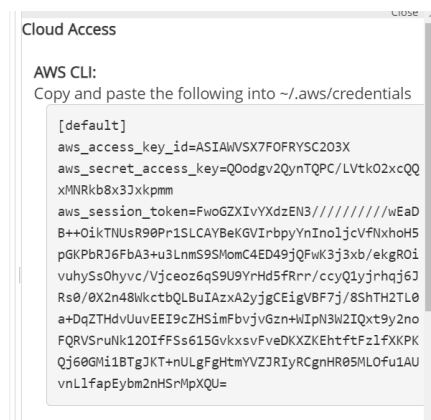 Close
Cloud Access
AWS CLI:
Copy and paste the following into ~/.aws/credentials
[default]
aws_access_key_id=ASIAWVSX7FOFRYSC2O3X
aws_secret_access_key=QOodgv2QynTQPC/LVtkO2xcQQ
xMNRkb8x3Jxkpmm
aws_session_token=FwoGZXIvYXdzEN3//////////wEaD
B++OikTNUsR90Pr1SLCAYBeKGVIrbpyYnInoljcVfNxhoH5
pGKPbRJ6FbA3+u3LnmS9SMomC4ED49jQFwK3j3xb/ekgROi
vuhySsOhyvc/Vjceoz6qS9U9YrHd5fRrr/ccyQ1yjrhqj6J
Rs0/0X2n48WkctbQLBuIAzxA2yjgCEigVBF7j/8ShTH2TL0
a+DqZTHdvUuvEEI9cZHSimFbvjvGzn+WIpN3W2IQxt9y2no
FQRVSruNk12OIfFSs615GvkxsvFveDKXZKEhtftFzlfXKPK
Qj60GMi1BTgJKT+nULgFgHtmYVZJRIyRCgnHR05MLOfu1AU
vnLlfapEybm2nHSrMpXQU=